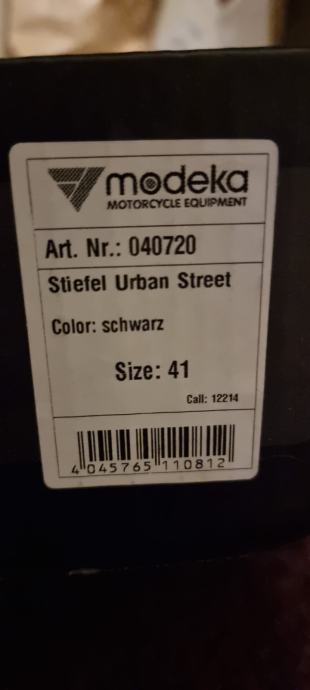 modeka
MOTORCYCLE EQUIPMENT
Art. Nr.: 040720
Stiefel Urban Street
Color: schwarz
Size: 41
Call: 12214
4 045765 110812